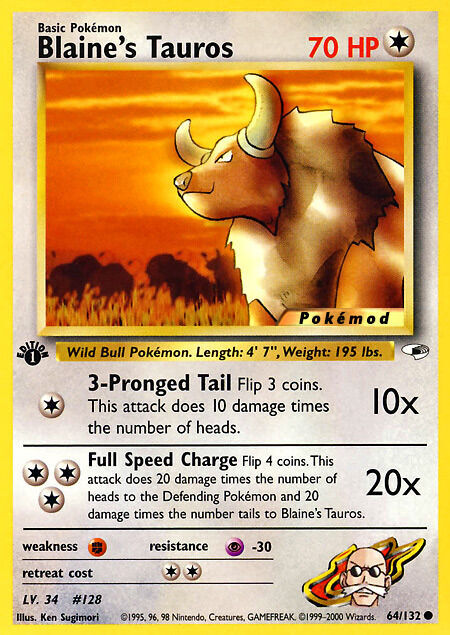 Basic Pokémon
Blaine's Tauros 70 HP
Pokémod
EDITION 1
Wild Bull Pokémon. Length: 4' 7", Weight: 195 lbs.
3-Pronged Tail Flip 3 coins.
This attack does 10 damage times
the number of heads.
10x
Full Speed Charge Flip 4 coins. This
attack does 20 damage times the number of
heads to the Defending Pokémon and 20
damage times the number tails to Blaine's Tauros.
20x
weakness resistance -30
retreat cost
LV. 34 #128
Illus. Ken Sugimori ©1995, 96, 98 Nintendo, Creatures, GAMEFREAK. ©1999-2000 Wizards. 64/132